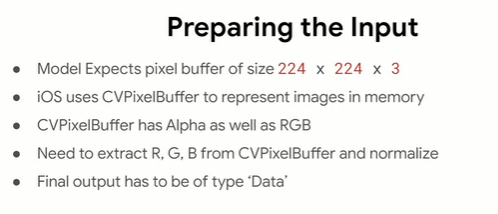 Preparing the Input
• Model Expects pixel buffer of size 224 x 224 x 3
• iOS uses CVPixelBuffer to represent images in memory
• CVPixelBuffer has Alpha as well as RGB
• Need to extract R, G, B from CVPixelBuffer and normalize
• Final output has to be of type ‘Data’